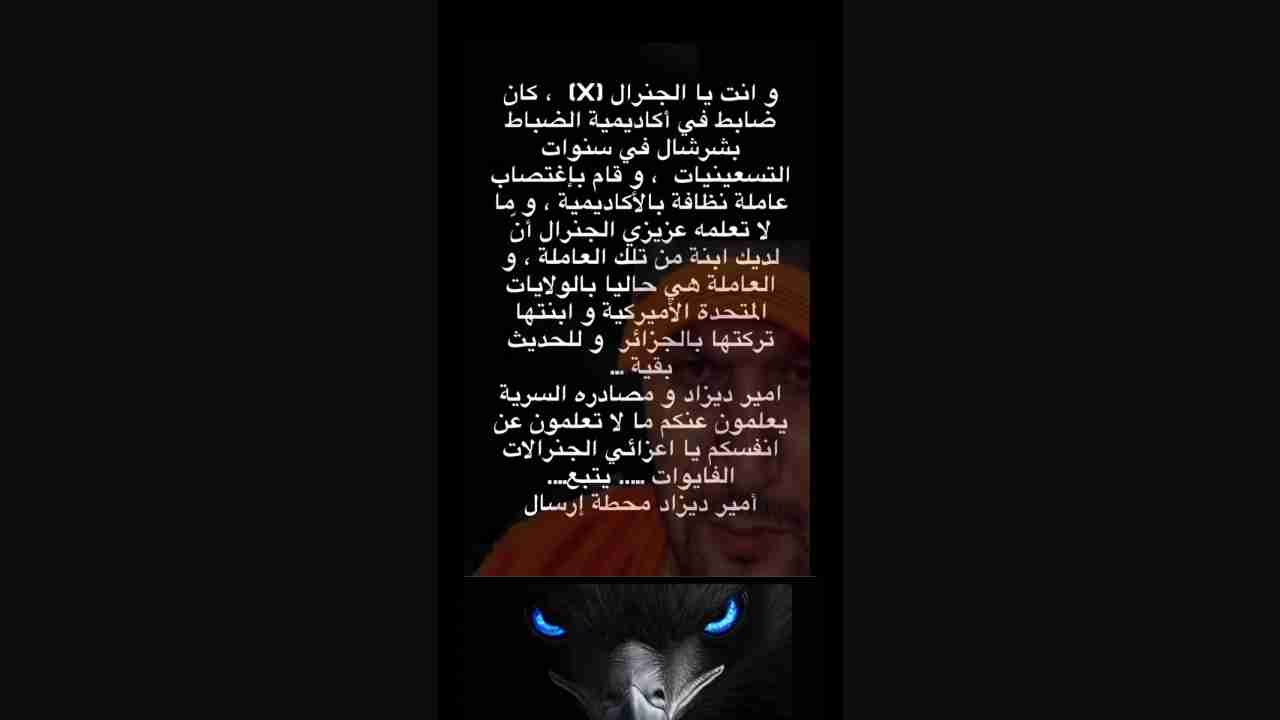 و انت يا الجنرال (X) ، كان
ضابط في أكاديمية الضباط
بشرشال في سنوات
التسعينيات ، و قام بإغتصاب
عاملة نظافة بالأكاديمية ، و ما
لا تعلمه عزيزي الجنرال أنً
لديك ابنة من تلك العاملة ، و
العاملة هي حاليا بالولايات
المتحدة الأميركية و ابنتها
تركتها بالجزائر و للحديث
بقية ...
امير ديزاد و مصادره السرية
يعلمون عنكم ما لا تعلمون عن
انفسكم يا اعزائي الجنرالات
الفايوات ..... يتبع....
أمير ديزاد محطة إرسال